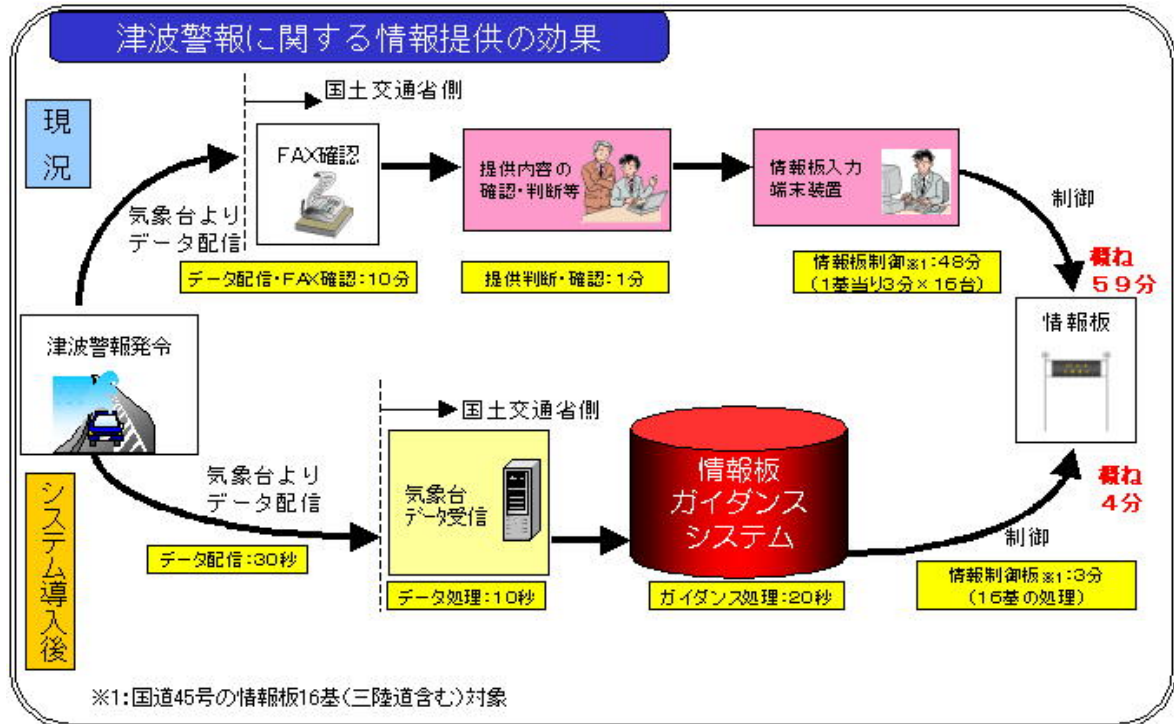 津波警報に関する情報提供の効果
現況
国土交通省側
FAX確認
提供内容の
確認・判断等
情報板入力
端末装置
制御
気象台より
データ配信
データ配信・FAX確認:10分
提供判断・確認:1分
情報板制御※1:48分
(1基当り3分×16台)
概ね
59分
津波警報発令
情報板
システム導入後
国土交通省側
気象台より
データ配信
気象台
データ受信
情報板
ガイダンス
システム
概ね
4分
制御
データ配信:30秒
データ処理:10秒
ガイダンス処理:20秒
情報制御板※1:3分
(16基の処理)
※1:国道45号の情報板16基(三陸道含む)対象